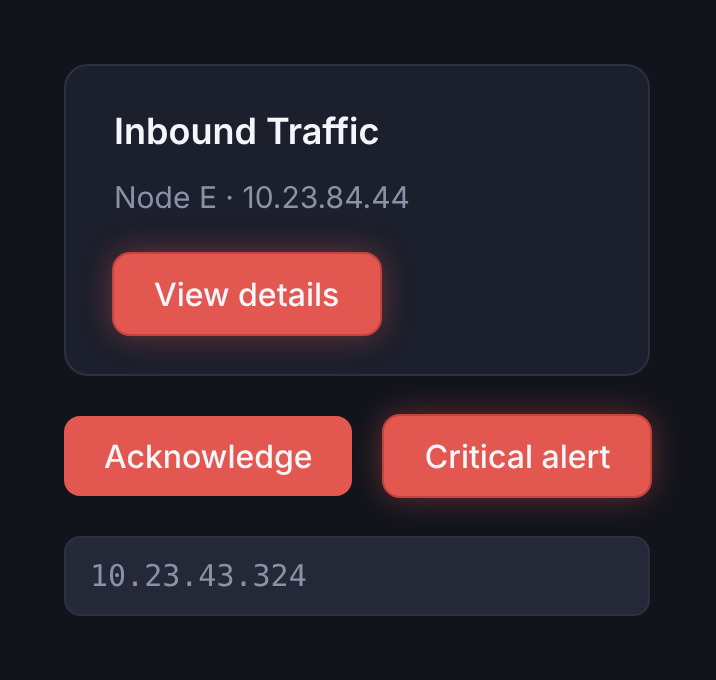 Inbound Traffic
Node E · 10.23.84.44
View details
Acknowledge
Critical alert
10.23.43.324